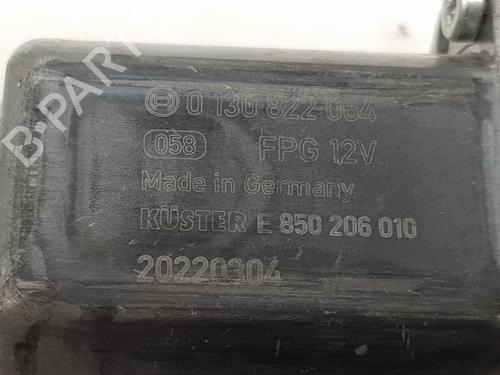 0 130 822 064
058 FPG 12V
Made in Germany
KÜSTER E 850 206 010
20220304
B-PARTS